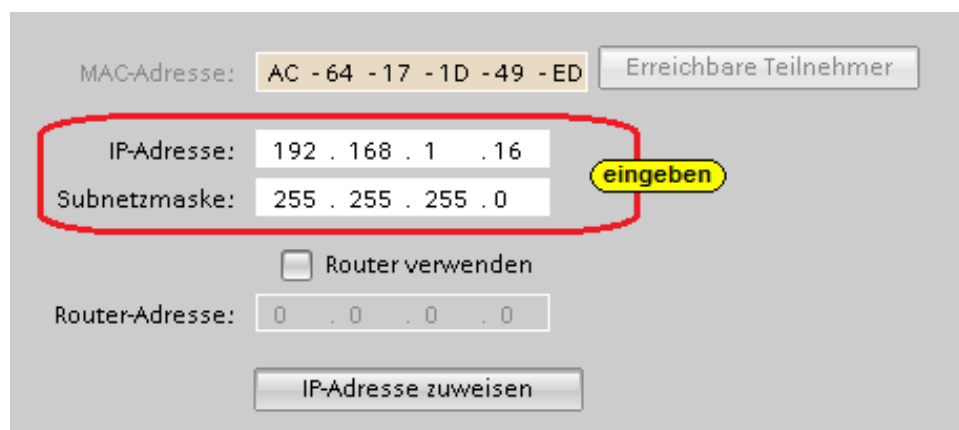 MAC-Adresse: AC - 64 - 17 - 1D - 49 - ED Erreichbare Teilnehmer
IP-Adresse: 192 . 168 . 1 . 16
eingeben
Subnetzmaske: 255 . 255 . 255 . 0
Router verwenden
Router-Adresse: 0 . 0 . 0 . 0
IP-Adresse zuweisen